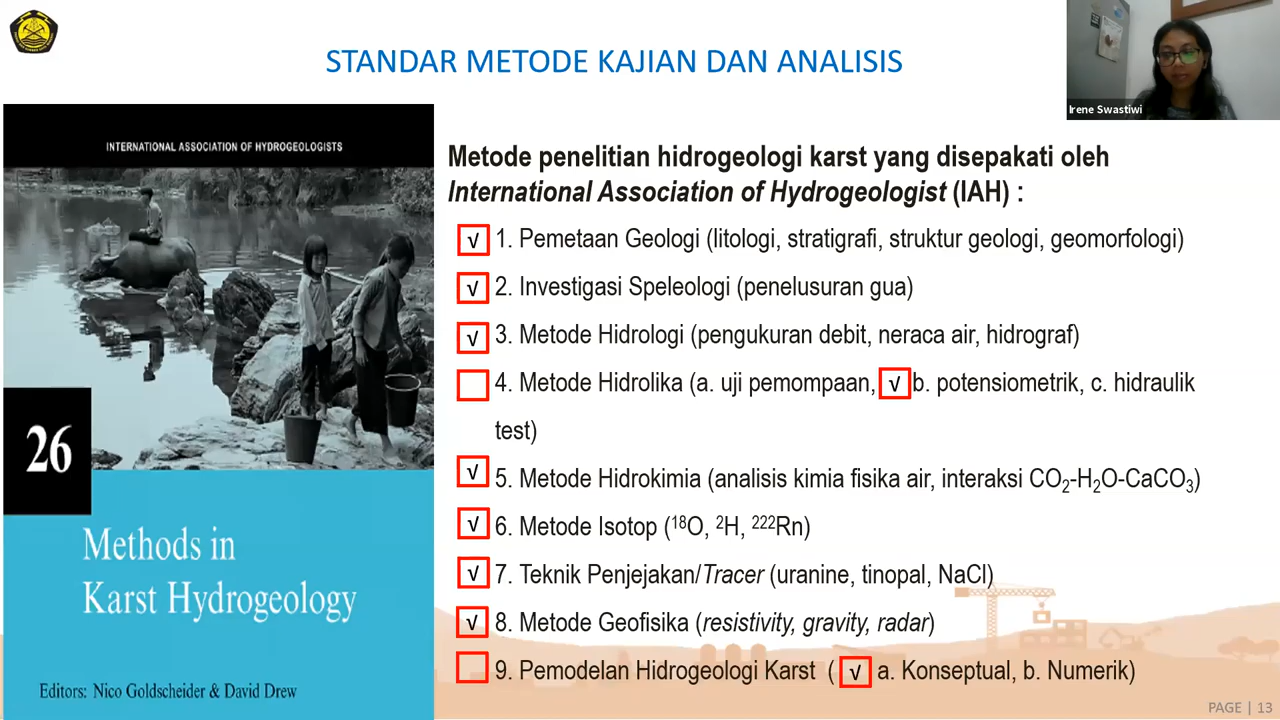 STANDAR METODE KAJIAN DAN ANALISIS
Irene Swastiwi
INTERNATIONAL ASSOCIATION OF HYDROGEOLOGISTS
26
Methods in
Karst Hydrogeology
Editors: Nico Goldscheider & David Drew
Metode penelitian hidrogeologi karst yang disepakati oleh
International Association of Hydrogeologist (IAH) :
√ 1. Pemetaan Geologi (litologi, stratigrafi, struktur geologi, geomorfologi)
√ 2. Investigasi Speleologi (penelusuran gua)
√ 3. Metode Hidrologi (pengukuran debit, neraca air, hidrograf)
4. Metode Hidrolika (a. uji pemompaan, √ b. potensiometrik, c. hidraulik
test)
√ 5. Metode Hidrokimia (analisis kimia fisika air, interaksi CO₂-H₂O-CaCO₃)
√ 6. Metode Isotop (¹⁸O, ²H, ²²²Rn)
√ 7. Teknik Penjejakan/Tracer (uranine, tinopal, NaCl)
√ 8. Metode Geofisika (resistivity, gravity, radar)
9. Pemodelan Hidrogeologi Karst ( √ a. Konseptual, b. Numerik)
PAGE | 13